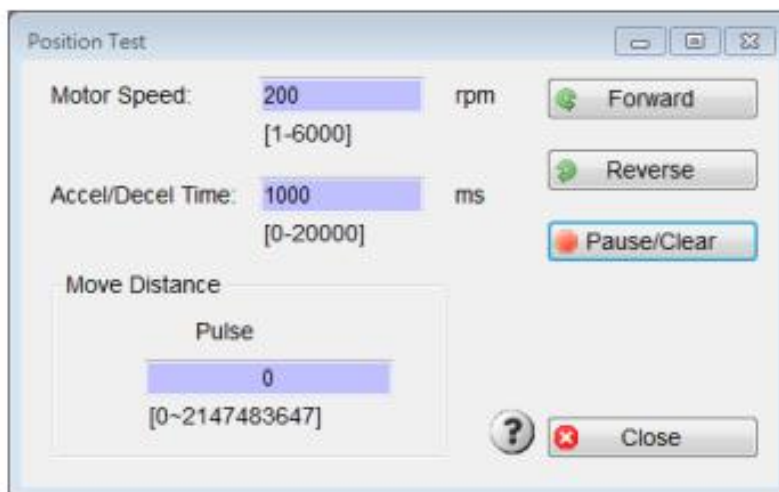 Position Test
Motor Speed: 200 rpm
[1-6000]
Forward
Reverse
Accel/Decel Time: 1000 ms
[0-20000]
Pause/Clear
Move Distance
Pulse
0
[0~2147483647]
?
Close